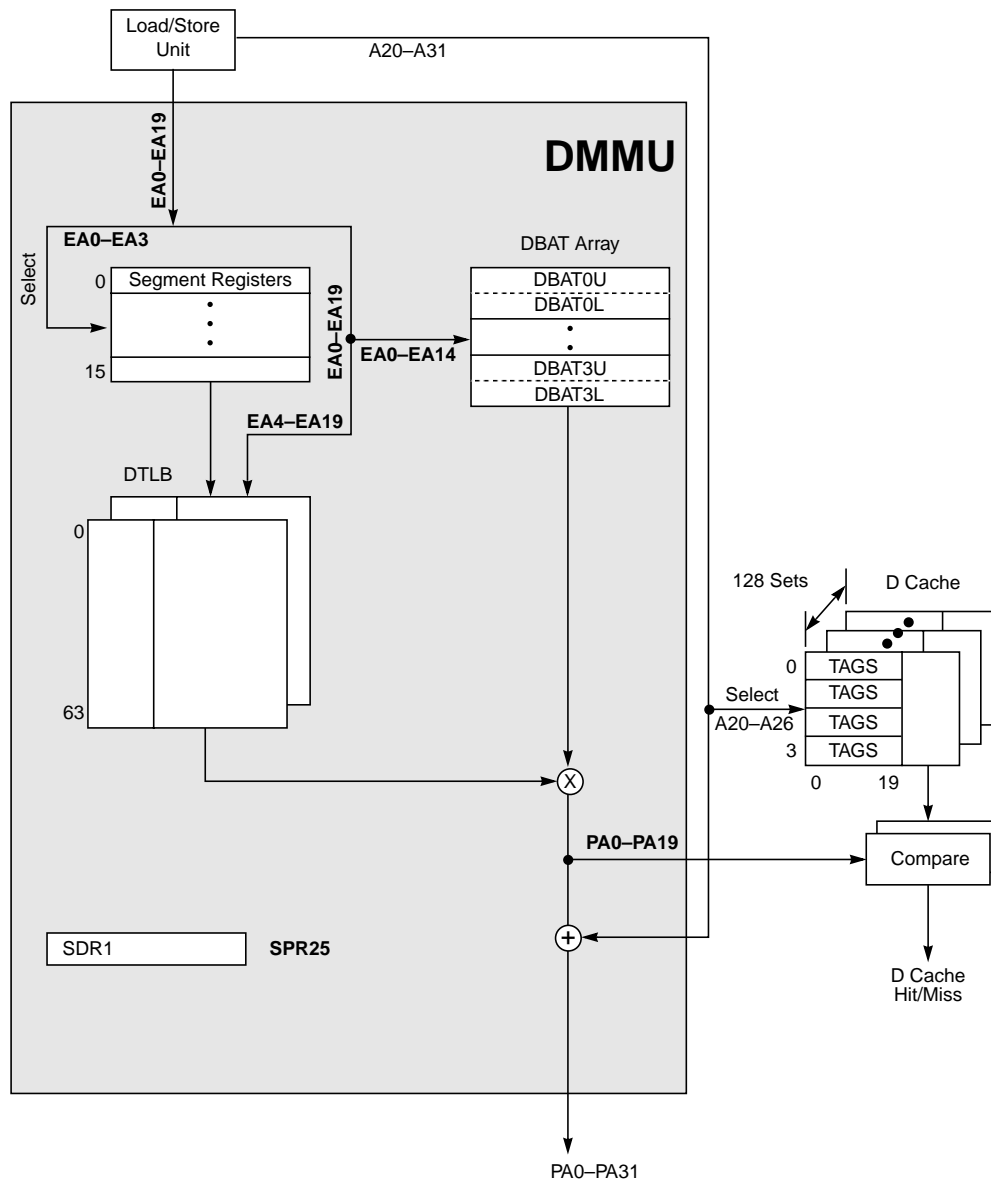 Load/Store
Unit
A20–A31
EA0–EA19
DMMU
EA0–EA3
Select
0
Segment Registers
15
EA0–EA19
DBAT Array
DBAT0U
DBAT0L
EA0–EA14
DBAT3U
DBAT3L
EA4–EA19
DTLB
0
63
128 Sets
D Cache
0
TAGS
TAGS
TAGS
3
TAGS
Select
A20–A26
0
19
X
PA0–PA19
Compare
+
SDR1
SPR25
D Cache
Hit/Miss
PA0–PA31